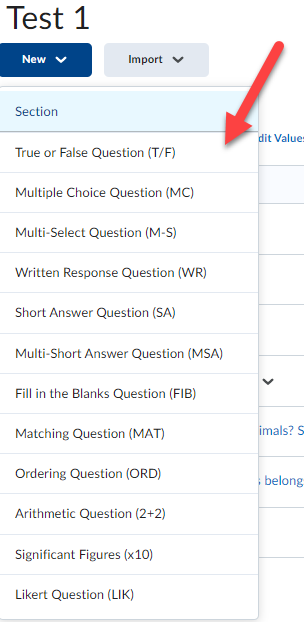 Test 1
New
Import
Section
dit Values
True or False Question (T/F)
Multiple Choice Question (MC)
Multi-Select Question (M-S)
Written Response Question (WR)
Short Answer Question (SA)
Multi-Short Answer Question (MSA)
Fill in the Blanks Question (FIB)
Matching Question (MAT)
imals? S
Ordering Question (ORD)
s belong
Arithmetic Question (2+2)
Significant Figures (x10)
Likert Question (LIK)